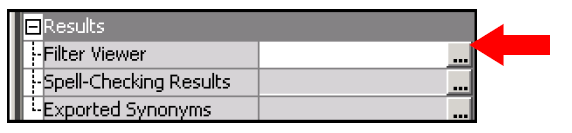 Results
Filter Viewer ...
Spell-Checking Results ...
Exported Synonyms ...